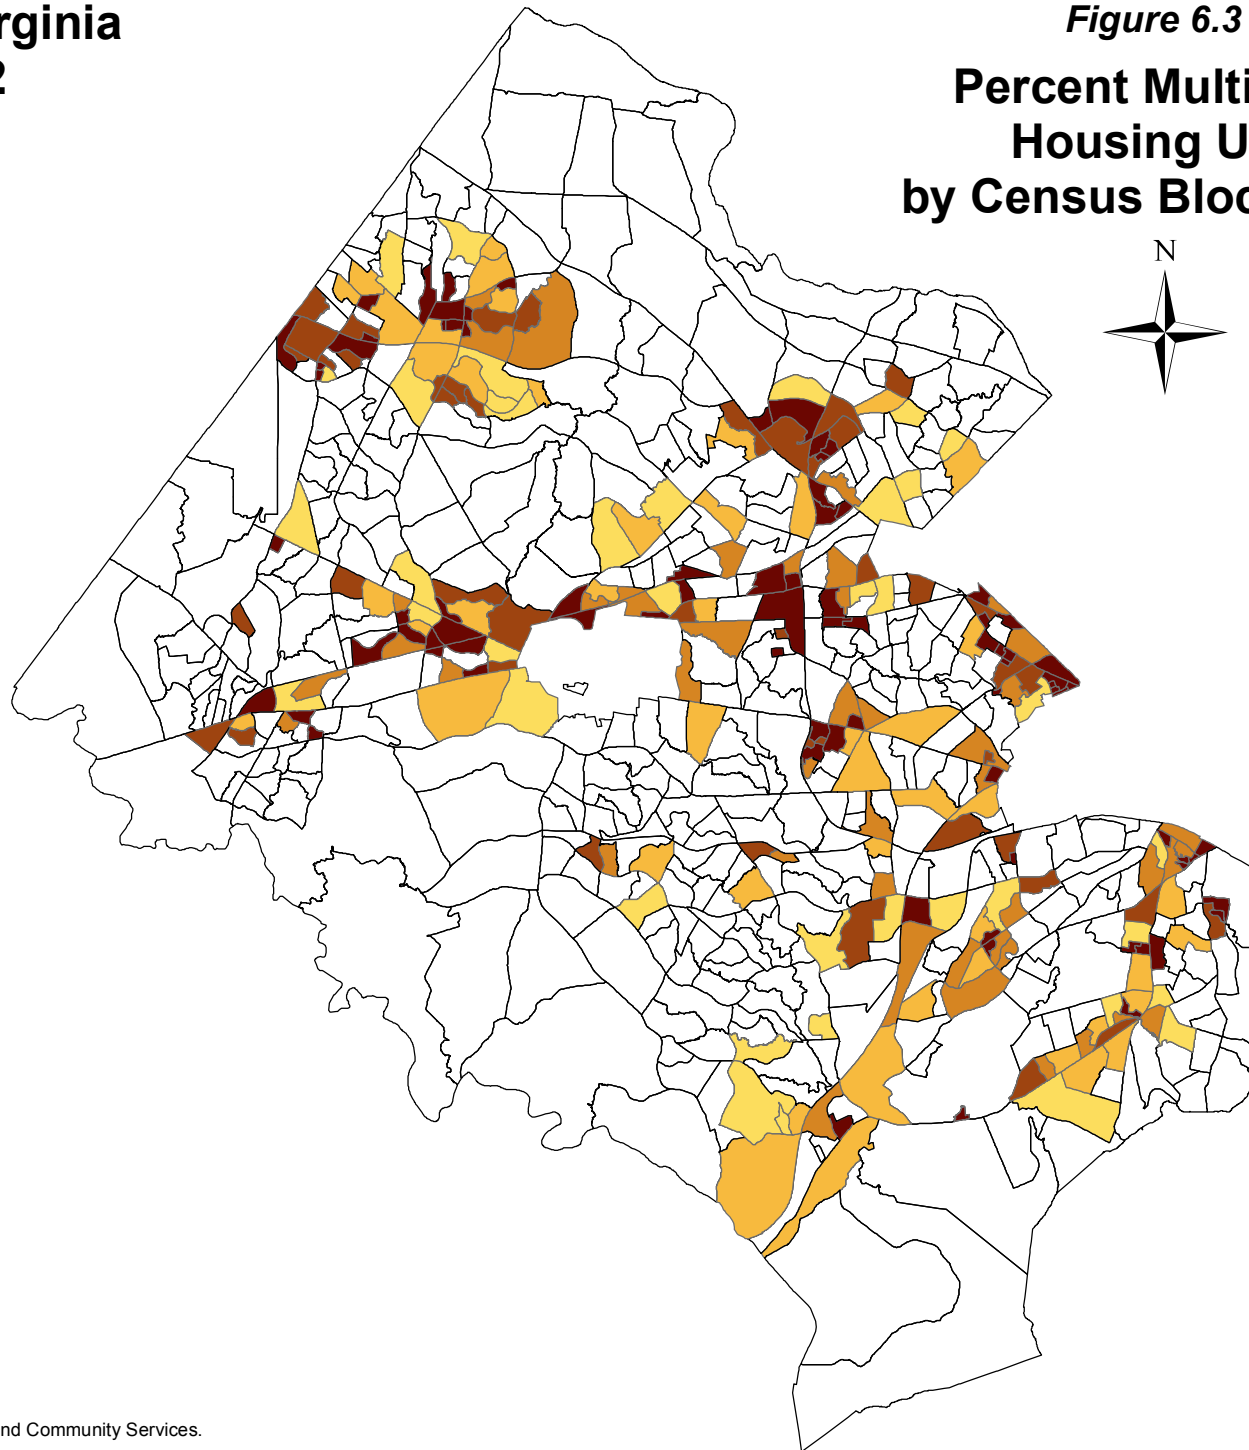 rginia
2
Figure 6.3
Percent Multi
Housing U
by Census Bloc
N
nd Community Services.